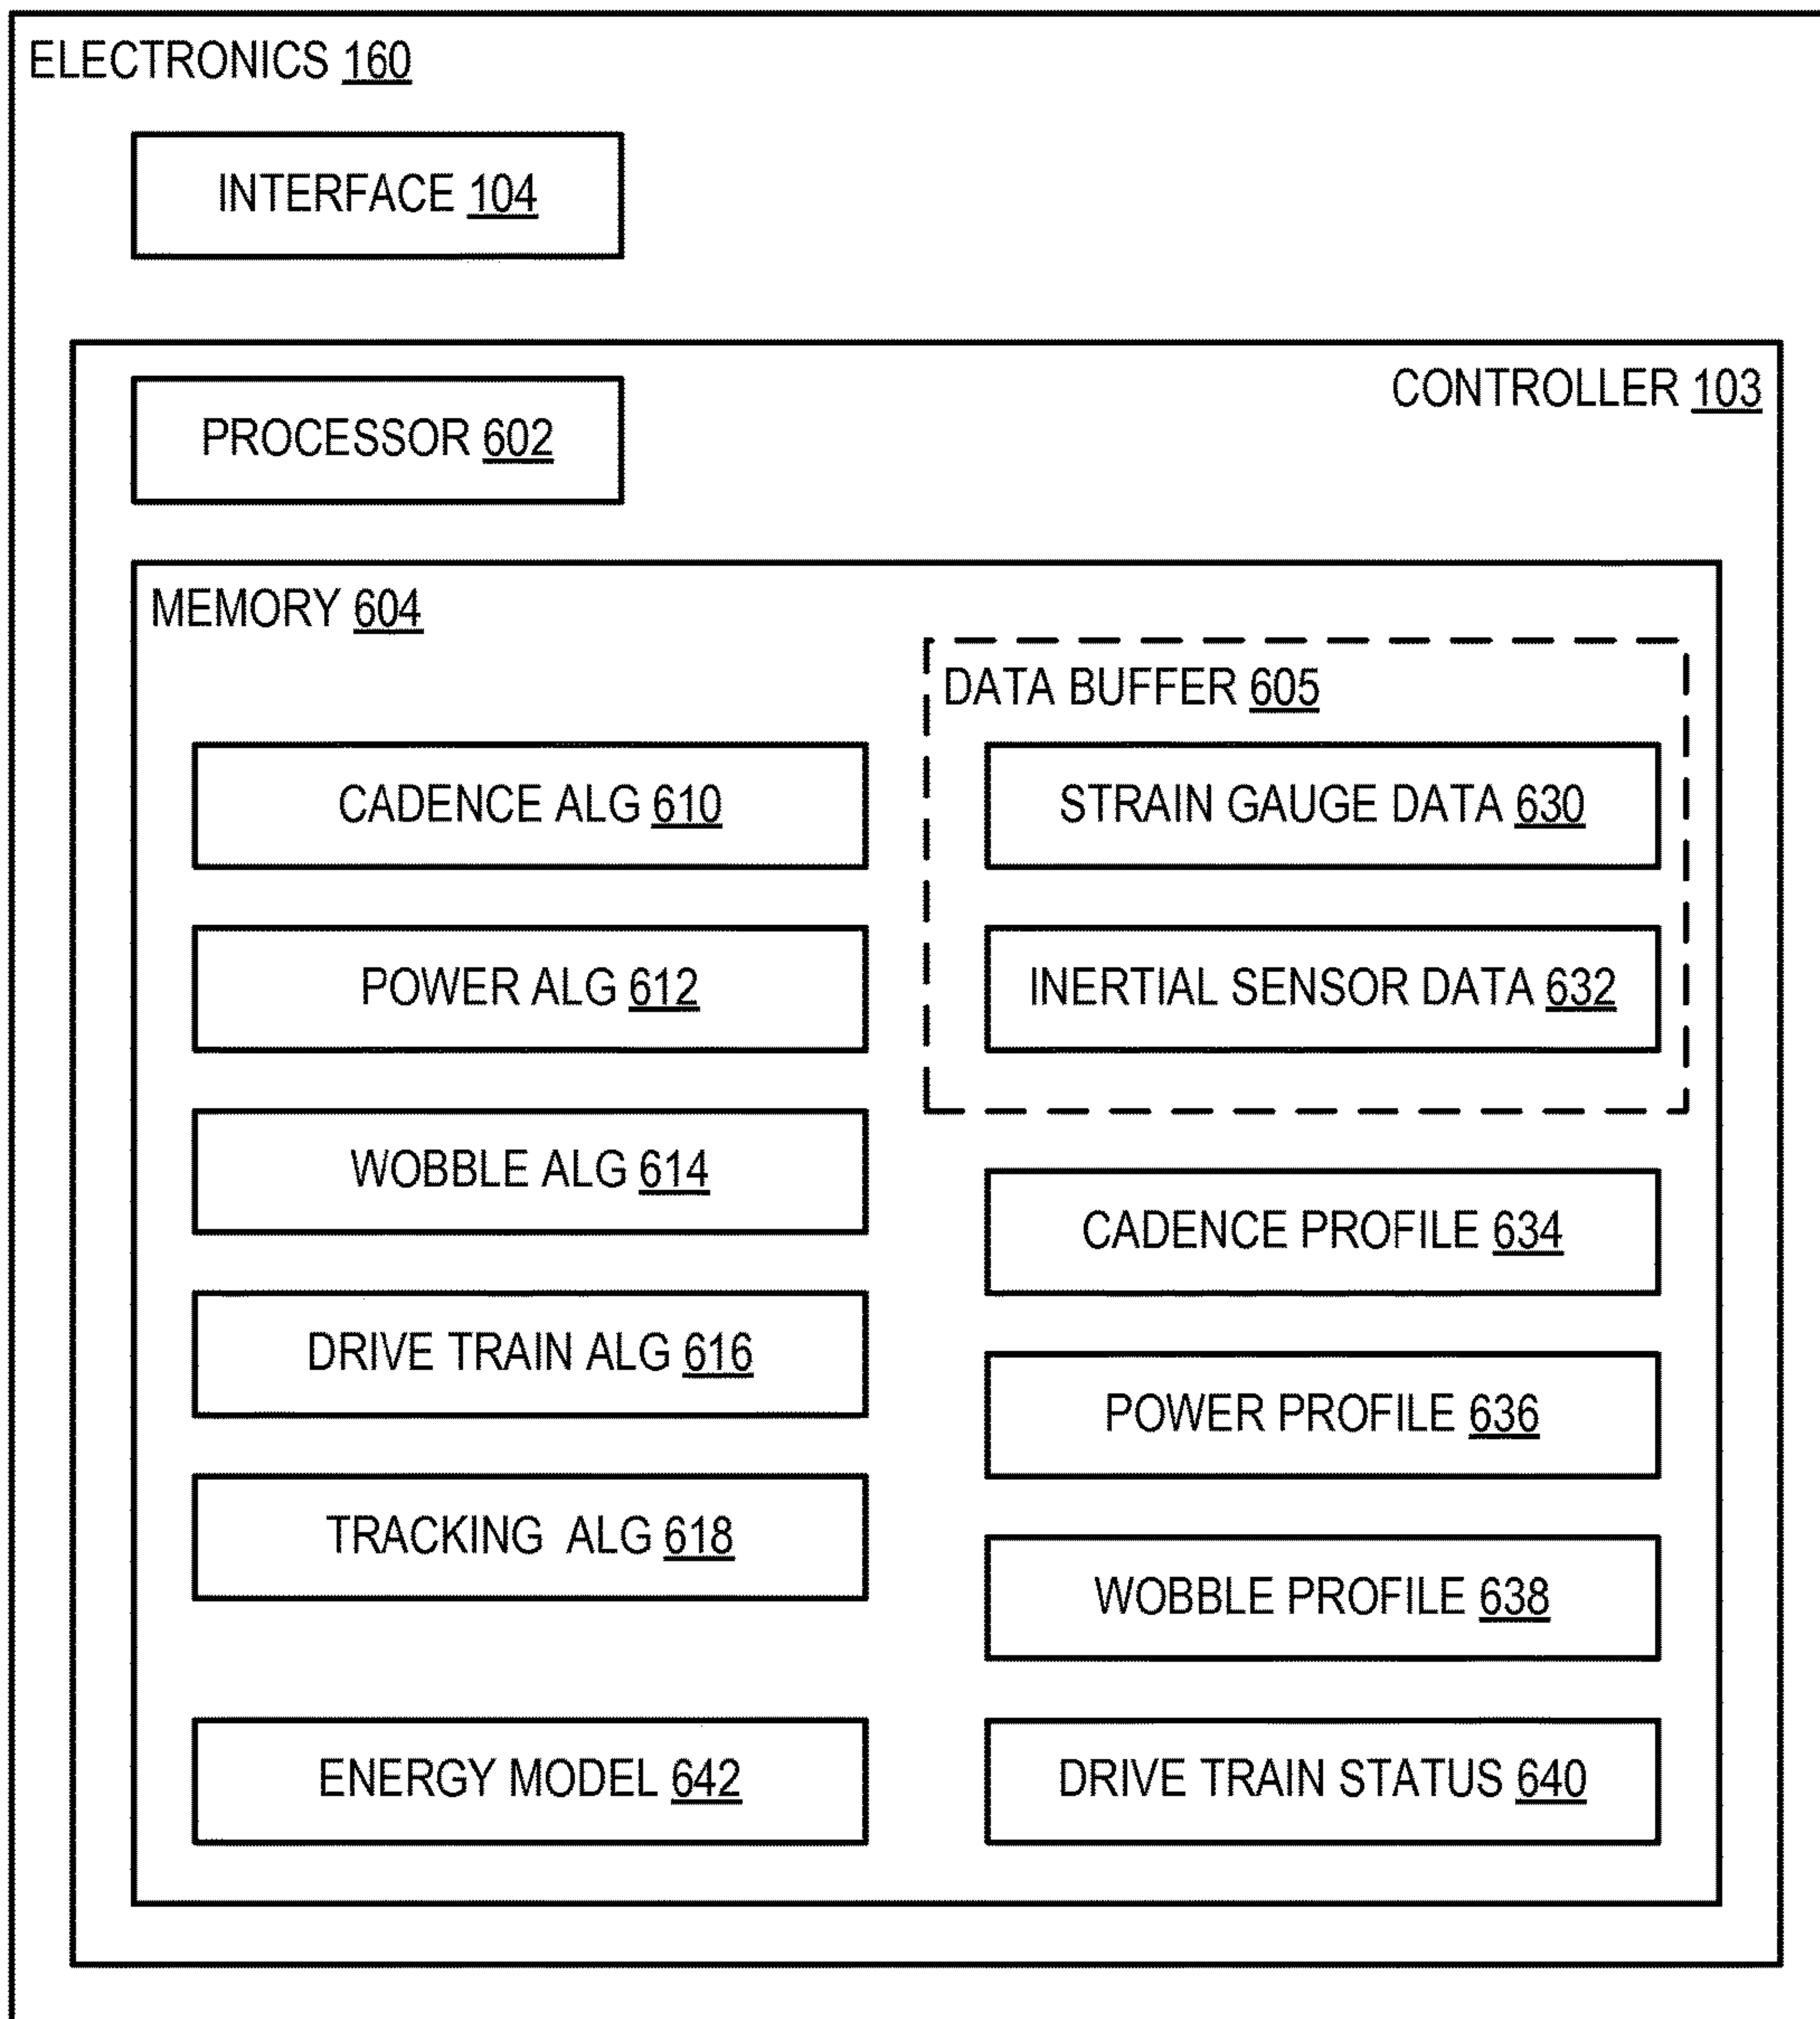 ELECTRONICS 160
INTERFACE 104
CONTROLLER 103
PROCESSOR 602
MEMORY 604
DATA BUFFER 605
CADENCE ALG 610
STRAIN GAUGE DATA 630
POWER ALG 612
INERTIAL SENSOR DATA 632
WOBBLE ALG 614
CADENCE PROFILE 634
DRIVE TRAIN ALG 616
POWER PROFILE 636
TRACKING ALG 618
WOBBLE PROFILE 638
ENERGY MODEL 642
DRIVE TRAIN STATUS 640